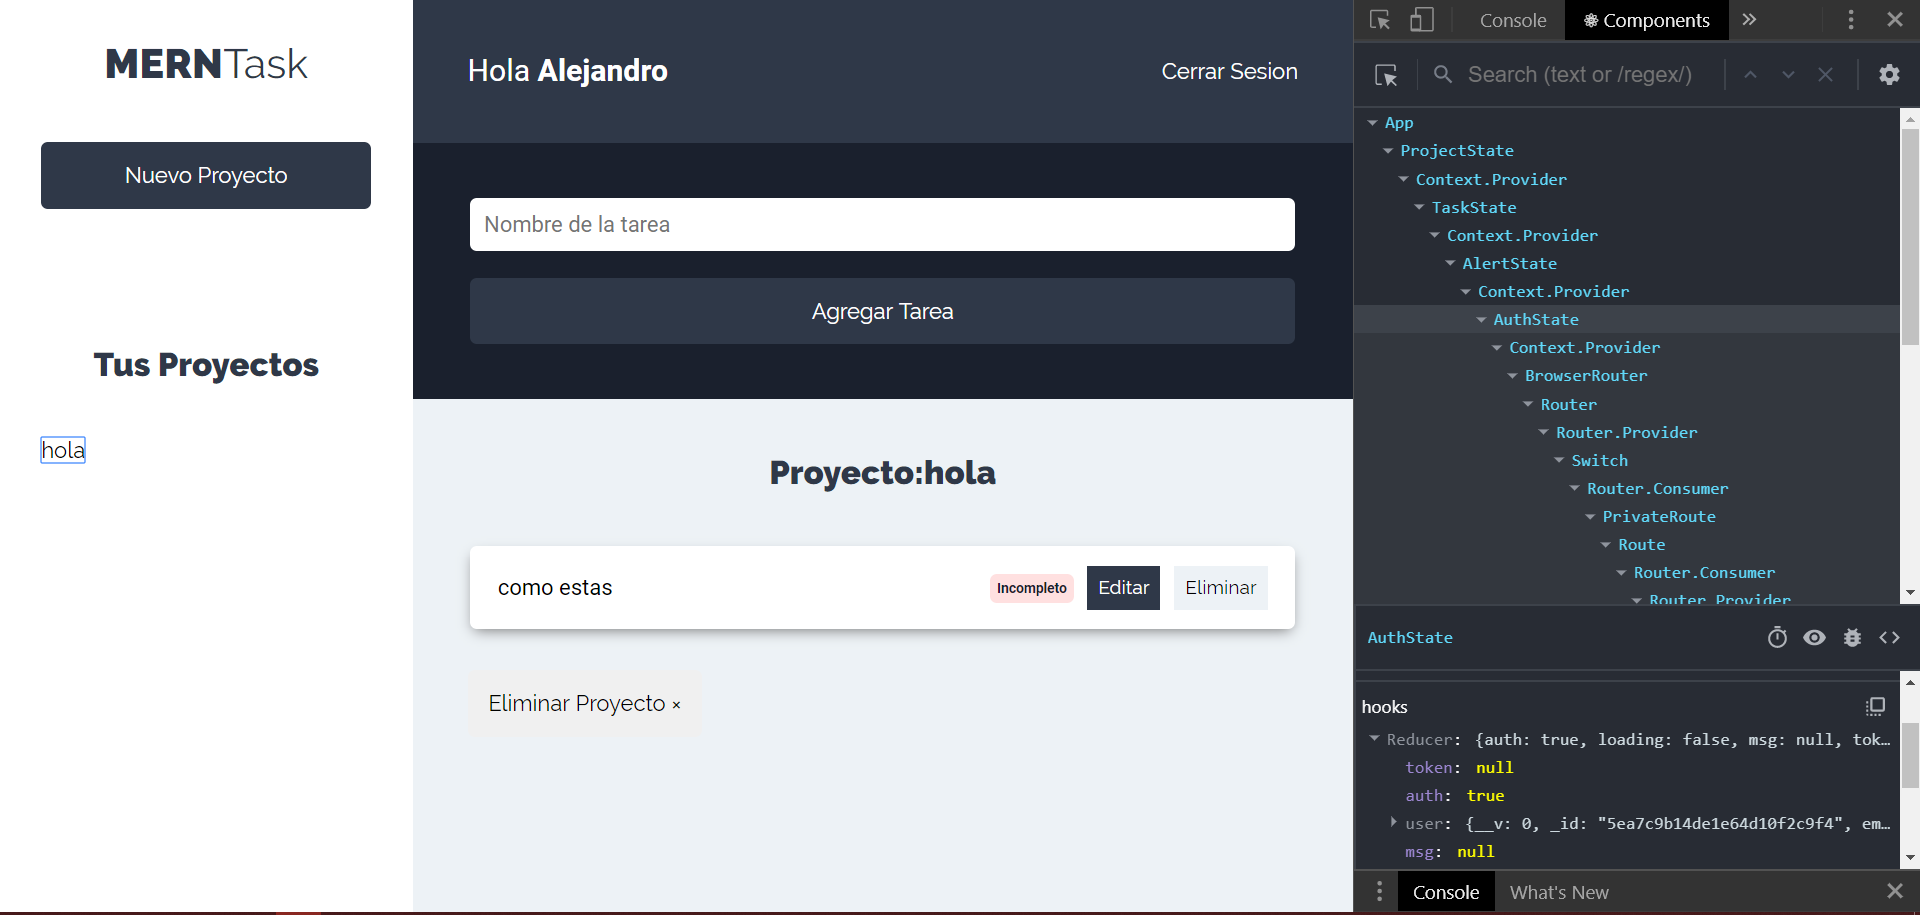 MERNTask
Nuevo Proyecto
Tus Proyectos
hola
Hola Alejandro
Cerrar Sesion
Nombre de la tarea
Agregar Tarea
Proyecto:hola
como estas
Incompleto
Editar
Eliminar
Eliminar Proyecto ×
Console
Components
Search (text or /regex/)
App
ProjectState
Context.Provider
TaskState
Context.Provider
AlertState
Context.Provider
AuthState
Context.Provider
BrowserRouter
Router
Router.Provider
Switch
Router.Consumer
PrivateRoute
Route
Router.Consumer
Router.Provider
AuthState
hooks
Reducer: {auth: true, loading: false, msg: null, tok…
token: null
auth: true
user: {__v: 0, _id: "5ea7c9b14de1e64d10f2c9f4", em…
msg: null
Console
What's New